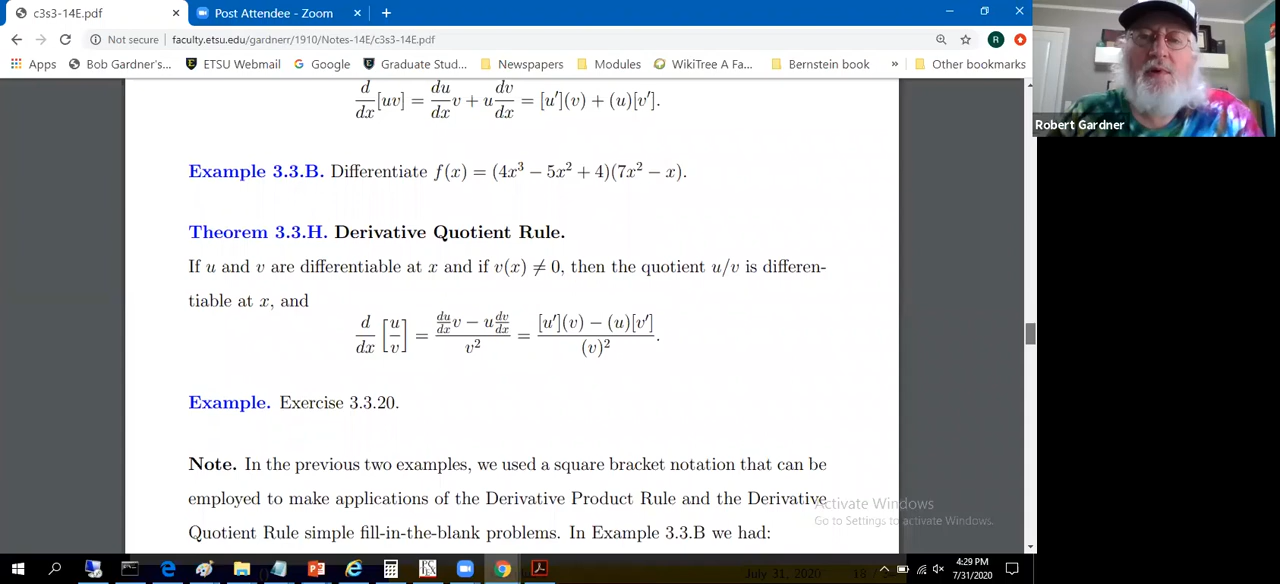 c3s3-14E.pdf
Post Attendee - Zoom
Not secure | faculty.etsu.edu/gardnerr/1910/Notes-14E/c3s3-14E.pdf
R
Apps Bob Gardner's... ETSU Webmail Google Graduate Stud... Newspapers Modules WikiTree A Fa... Bernstein book » Other bookmarks
Robert Gardner
d/dx [uv] = du/dx v + u dv/dx = [u′](v) + (u)[v′].
Example 3.3.B. Differentiate f(x) = (4x³ − 5x² + 4)(7x² − x).
Theorem 3.3.H. Derivative Quotient Rule.
If u and v are differentiable at x and if v(x) ≠ 0, then the quotient u/v is differen-
tiable at x, and
d/dx [u/v] = (du/dx v − u dv/dx)/v² = ([u′](v) − (u)[v′])/(v)².
Example. Exercise 3.3.20.
Note. In the previous two examples, we used a square bracket notation that can be
employed to make applications of the Derivative Product Rule and the Derivative
Activate Windows
Go to Settings to activate Windows.
Quotient Rule simple fill-in-the-blank problems. In Example 3.3.B we had:
4:29 PM
7/31/2020